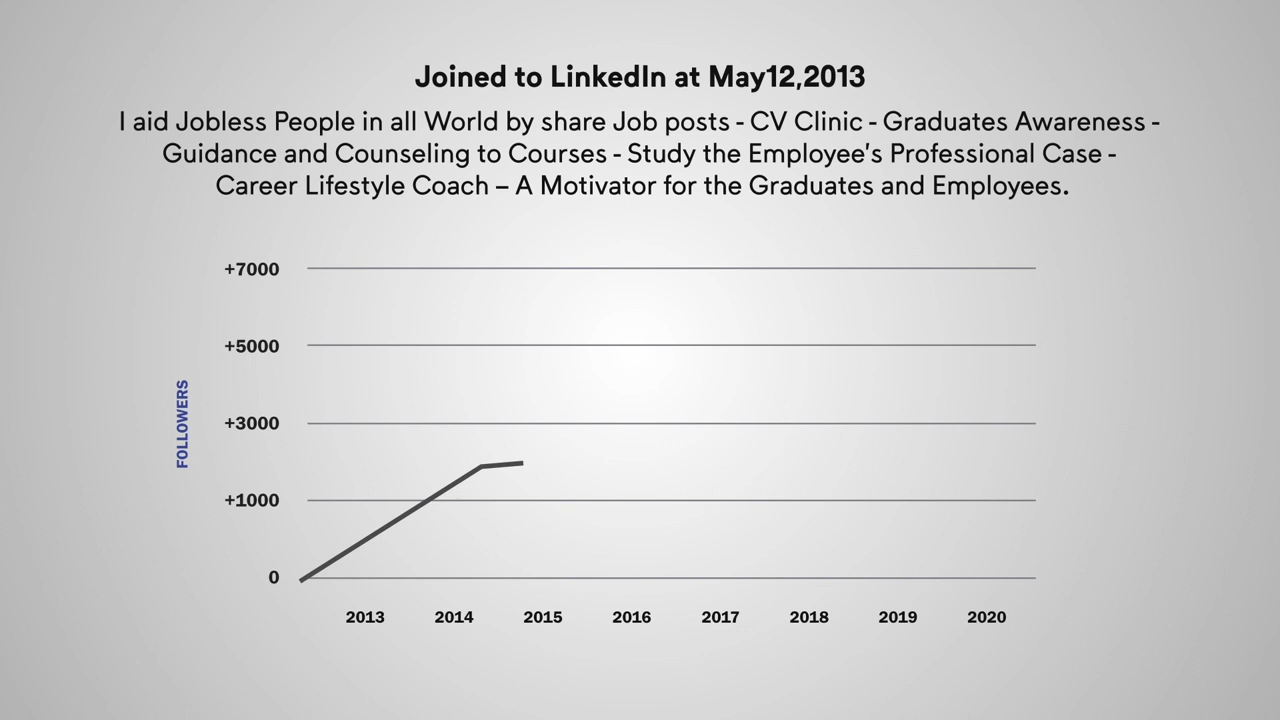 Joined to LinkedIn at May12,2013
I aid Jobless People in all World by share Job posts - CV Clinic - Graduates Awareness -
Guidance and Counseling to Courses - Study the Employee's Professional Case -
Career Lifestyle Coach – A Motivator for the Graduates and Employees.
+7000
+5000
+3000
+1000
0
FOLLOWERS
2013 2014 2015 2016 2017 2018 2019 2020